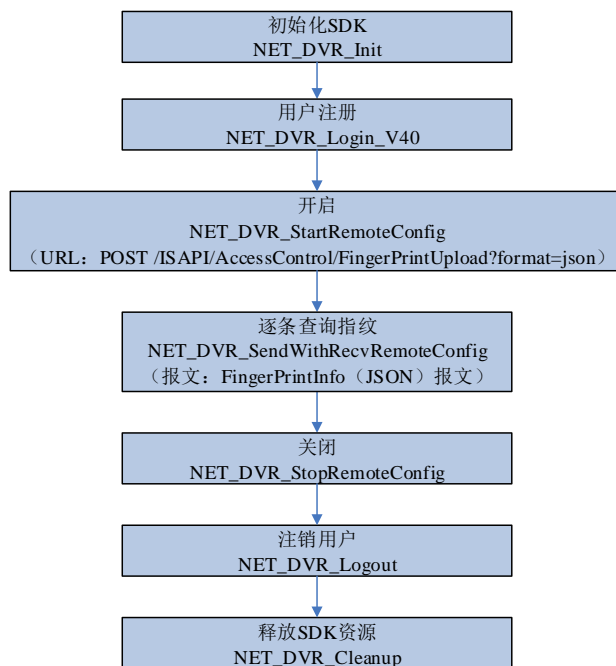 初始化SDK
NET_DVR_Init
用户注册
NET_DVR_Login_V40
开启
NET_DVR_StartRemoteConfig
（URL：POST /ISAPI/AccessControl/FingerPrintUpload?format=json）
逐条查询指纹
NET_DVR_SendWithRecvRemoteConfig
（报文：FingerPrintInfo（JSON）报文）
关闭
NET_DVR_StopRemoteConfig
注销用户
NET_DVR_Logout
释放SDK资源
NET_DVR_Cleanup